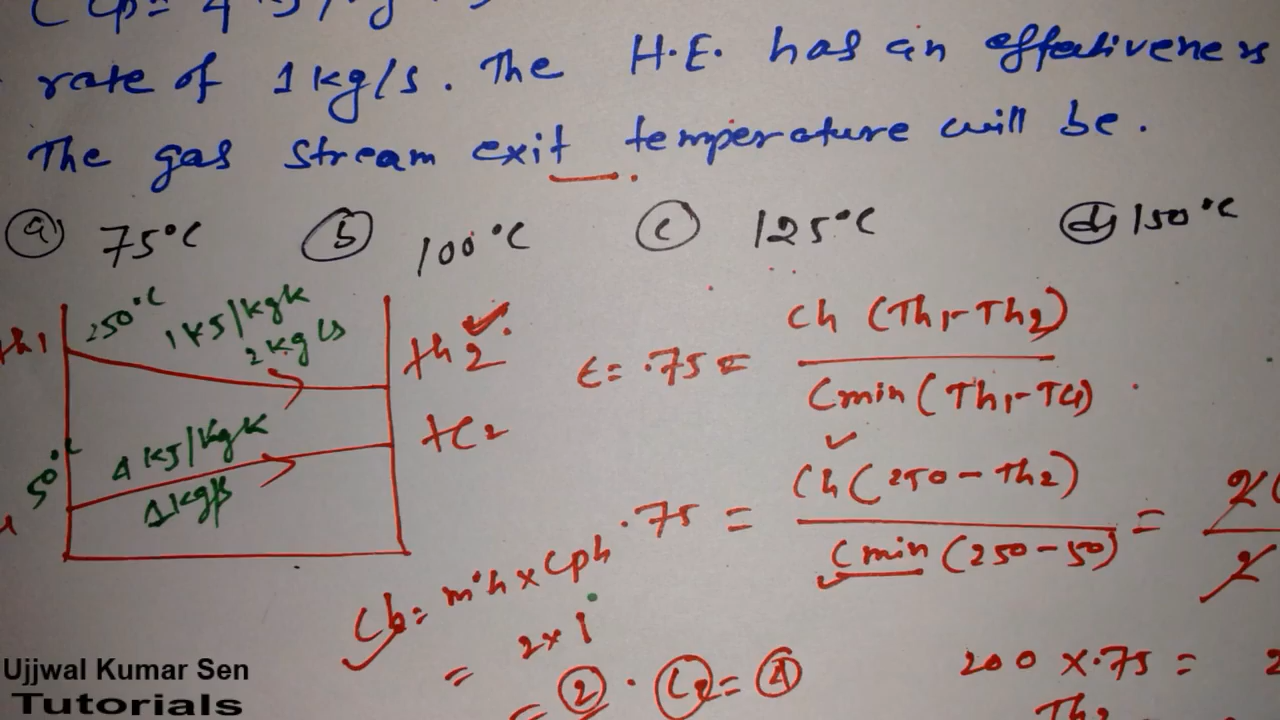 rate of 1 kg/s. The H.E. has an effectiveness
The gas stream exit temperature will be.
(a) 75°C (b) 100°C (c) 125°C (d) 150°C
th1 250°C 1 KJ/kgk th2
2 kg/s
tc2
50°C 4 KJ/kgk
1 kg/s
ε = .75 = Ch (Th1-Th2) / Cmin (Th1-Tc1)
.75 = Ch (250-Th2) / Cmin (250-50) =
Ch = ṁh × Cph
= 2×1
= 2 . C2 = 4
200 × .75 =
Th2
Ujjwal Kumar Sen
Tutorials